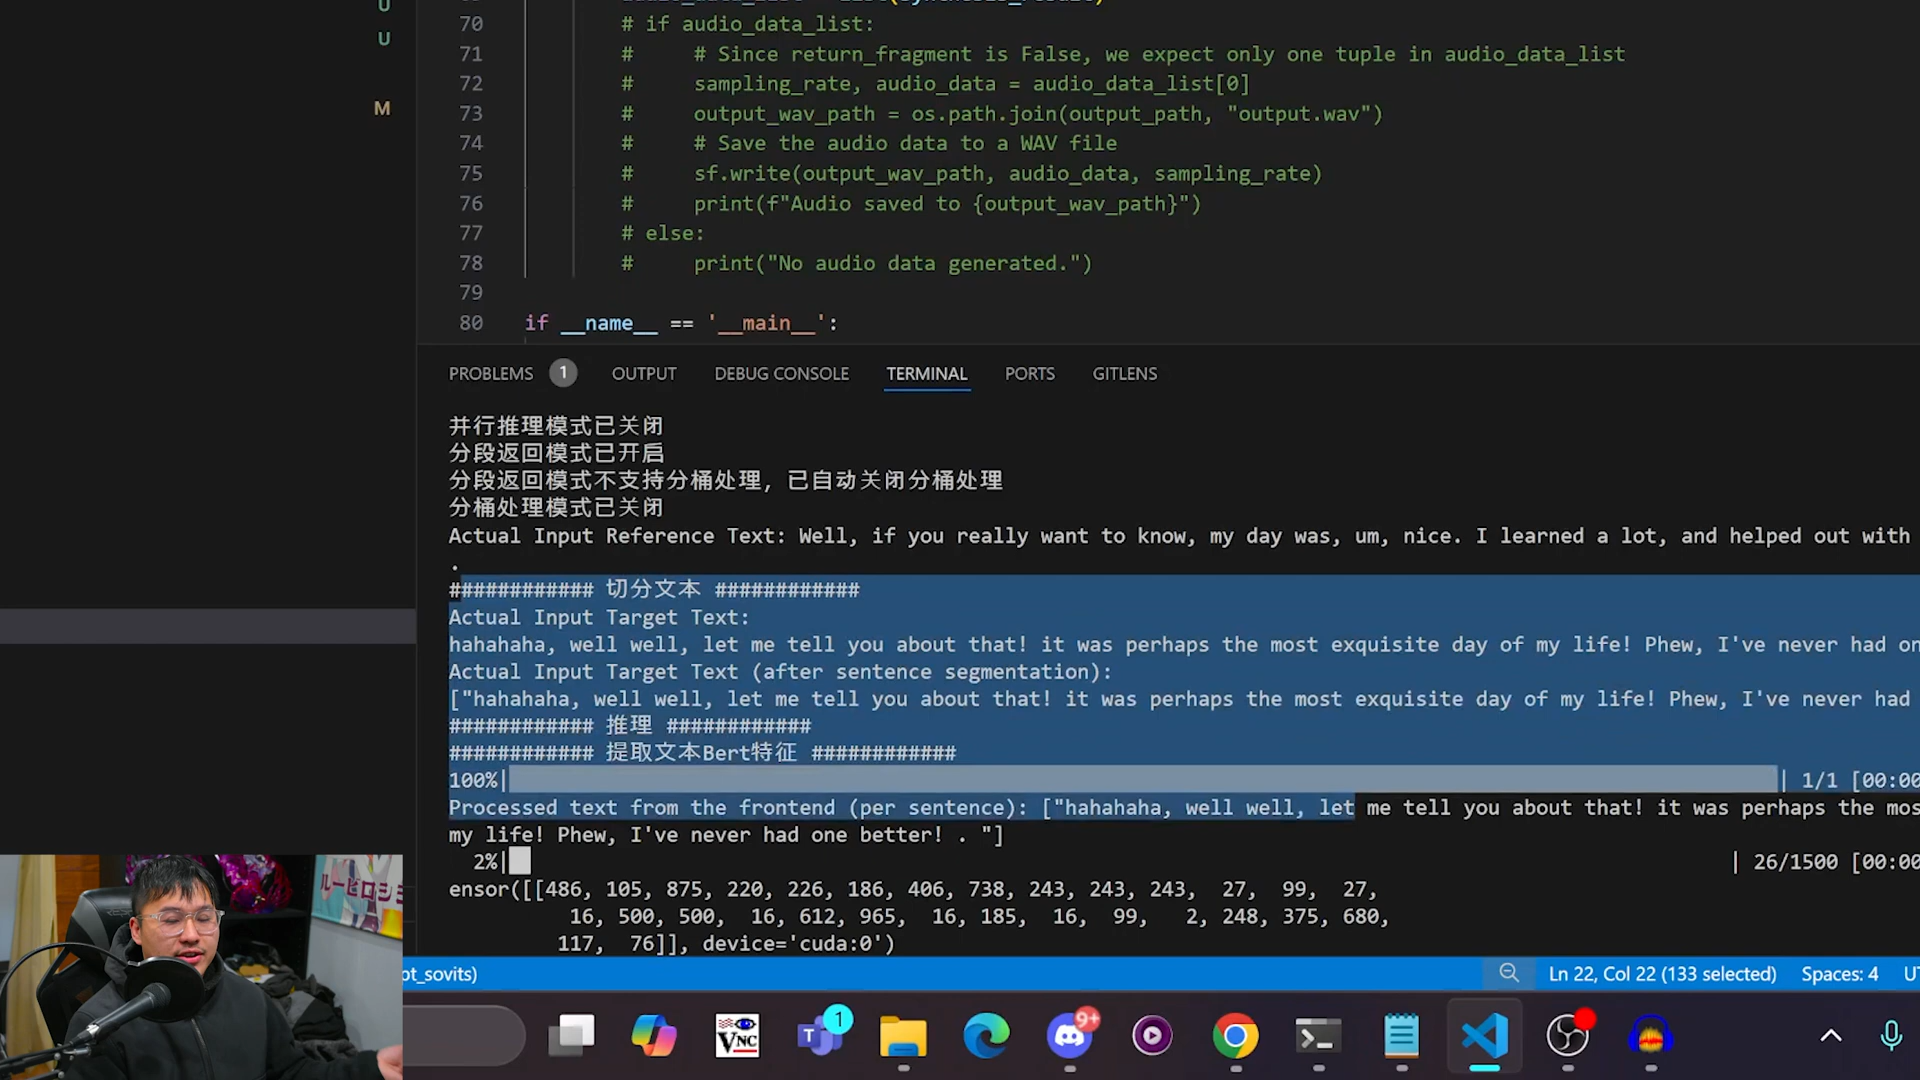 U
U
M
70 # if audio_data_list:
71 #     # Since return_fragment is False, we expect only one tuple in audio_data_list
72 #     sampling_rate, audio_data = audio_data_list[0]
73 #     output_wav_path = os.path.join(output_path, "output.wav")
74 #     # Save the audio data to a WAV file
75 #     sf.write(output_wav_path, audio_data, sampling_rate)
76 #     print(f"Audio saved to {output_wav_path}")
77 # else:
78 #     print("No audio data generated.")
79
80 if __name__ == '__main__':
PROBLEMS 1 OUTPUT DEBUG CONSOLE TERMINAL PORTS GITLENS
并行推理模式已关闭
分段返回模式已开启
分段返回模式不支持分桶处理，已自动关闭分桶处理
分桶处理模式已关闭
Actual Input Reference Text: Well, if you really want to know, my day was, um, nice. I learned a lot, and helped out with
.
############ 切分文本 ############
Actual Input Target Text:
hahahaha, well well, let me tell you about that! it was perhaps the most exquisite day of my life! Phew, I've never had on
Actual Input Target Text (after sentence segmentation):
["hahahaha, well well, let me tell you about that! it was perhaps the most exquisite day of my life! Phew, I've never had
############ 推理 ############
############ 提取文本Bert特征 ############
100%| | 1/1 [00:00
Processed text from the frontend (per sentence): ["hahahaha, well well, let me tell you about that! it was perhaps the mos
my life! Phew, I've never had one better! . "]
2%| | 26/1500 [00:00
ensor([[486, 105, 875, 220, 226, 186, 406, 738, 243, 243, 243, 27, 99, 27,
16, 500, 500, 16, 612, 965, 16, 185, 16, 99, 2, 248, 375, 680,
117, 76]], device='cuda:0')
pt_sovits) Ln 22, Col 22 (133 selected) Spaces: 4 UT
VNC
T 1
9+